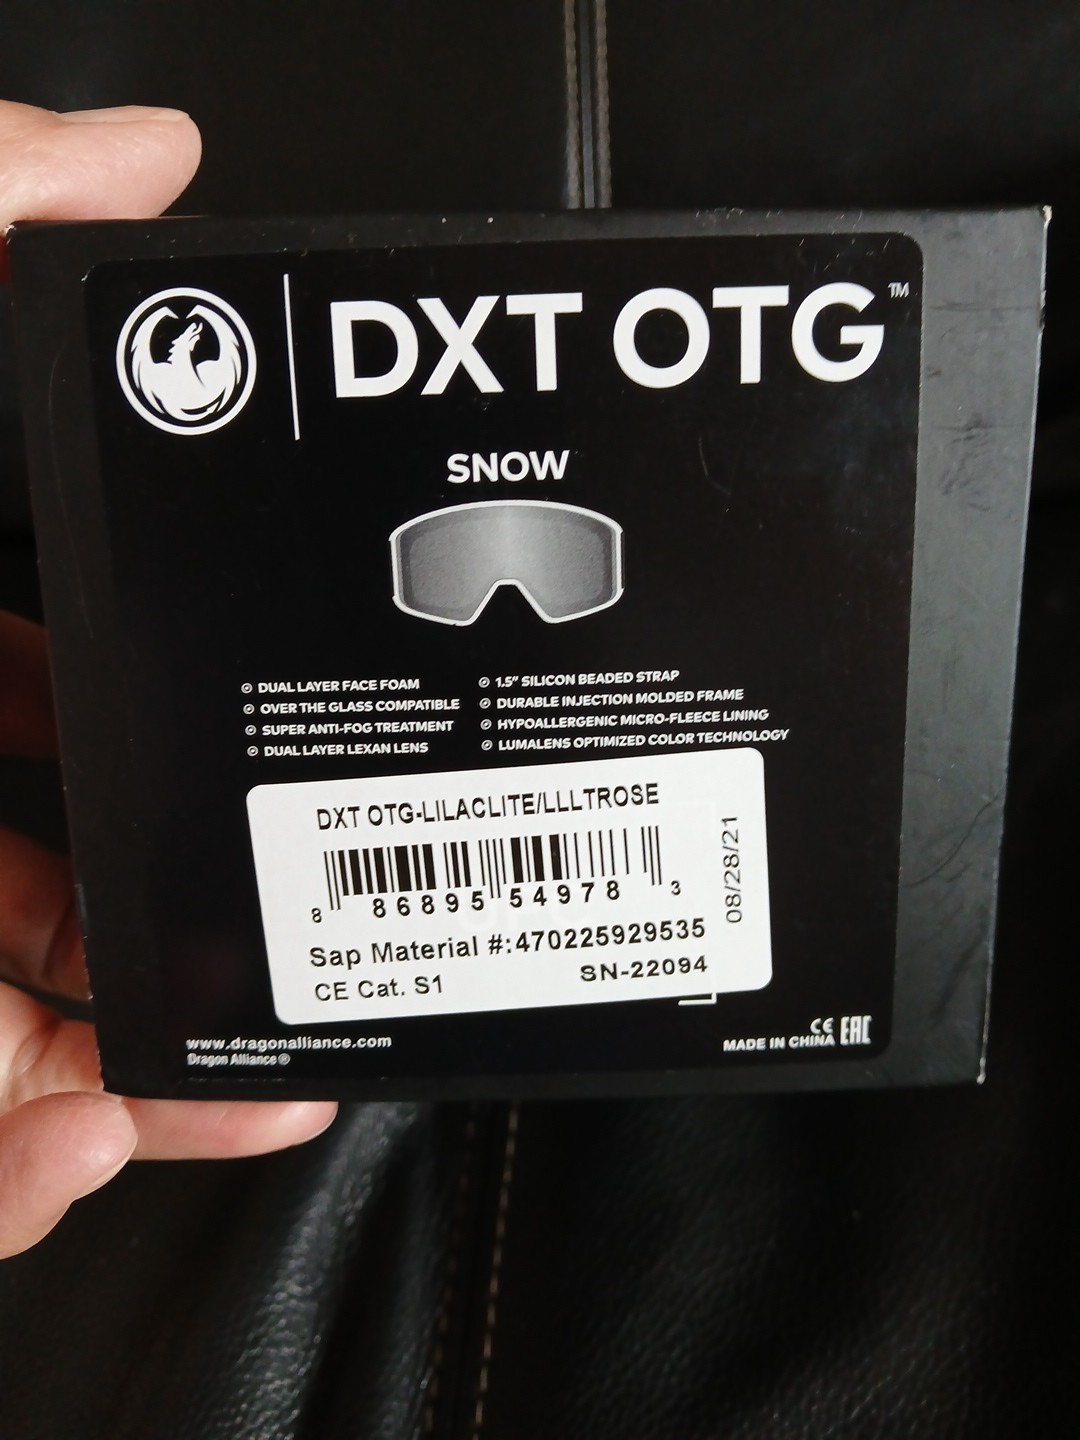 DXT OTG™
SNOW
DUAL LAYER FACE FOAM
OVER THE GLASS COMPATIBLE
SUPER ANTI-FOG TREATMENT
DUAL LAYER LEXAN LENS
1.5" SILICON BEADED STRAP
DURABLE INJECTION MOLDED FRAME
HYPOALLERGENIC MICRO-FLEECE LINING
LUMALENS OPTIMIZED COLOR TECHNOLOGY
DXT OTG-LILACLITE/LLLTROSE
8 86895 54978 3
08/28/21
Sap Material #:470225929535
CE Cat. S1
SN-22094
www.dragonalliance.com
Dragon Alliance®
CE EAC
MADE IN CHINA